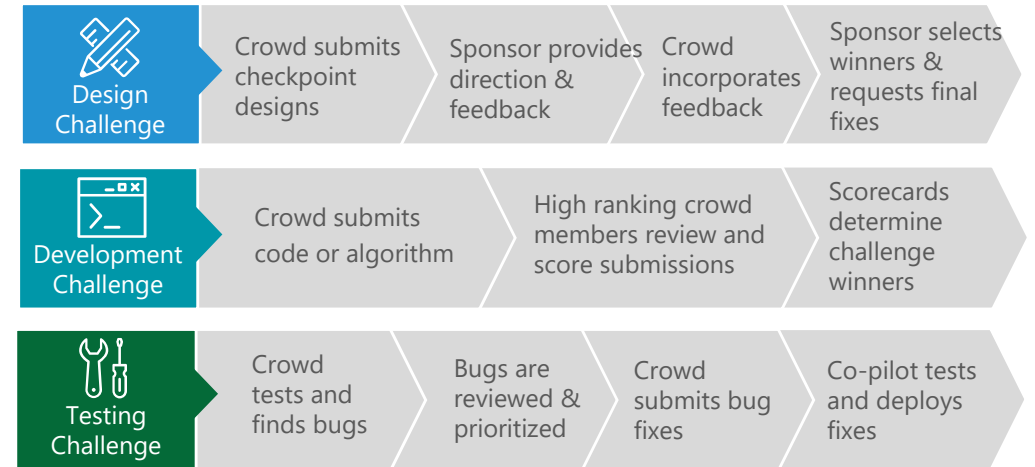 Design
Challenge
Crowd submits
checkpoint
designs
Sponsor provides
direction &
feedback
Crowd
incorporates
feedback
Sponsor selects
winners &
requests final
fixes
Development
Challenge
Crowd submits
code or algorithm
High ranking crowd
members review and
score submissions
Scorecards
determine
challenge
winners
Testing
Challenge
Crowd
tests and
finds bugs
Bugs are
reviewed &
prioritized
Crowd
submits bug
fixes
Co-pilot tests
and deploys
fixes